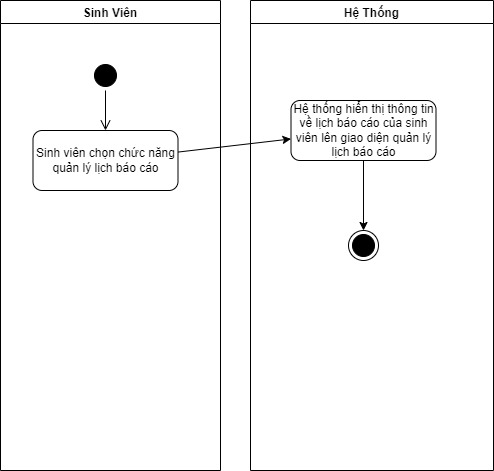 Sinh Viên
Hệ Thống
Sinh viên chọn chức năng
quản lý lịch báo cáo
Hệ thống hiển thị thông tin
về lịch báo cáo của sinh
viên lên giao diện quản lý
lịch báo cáo